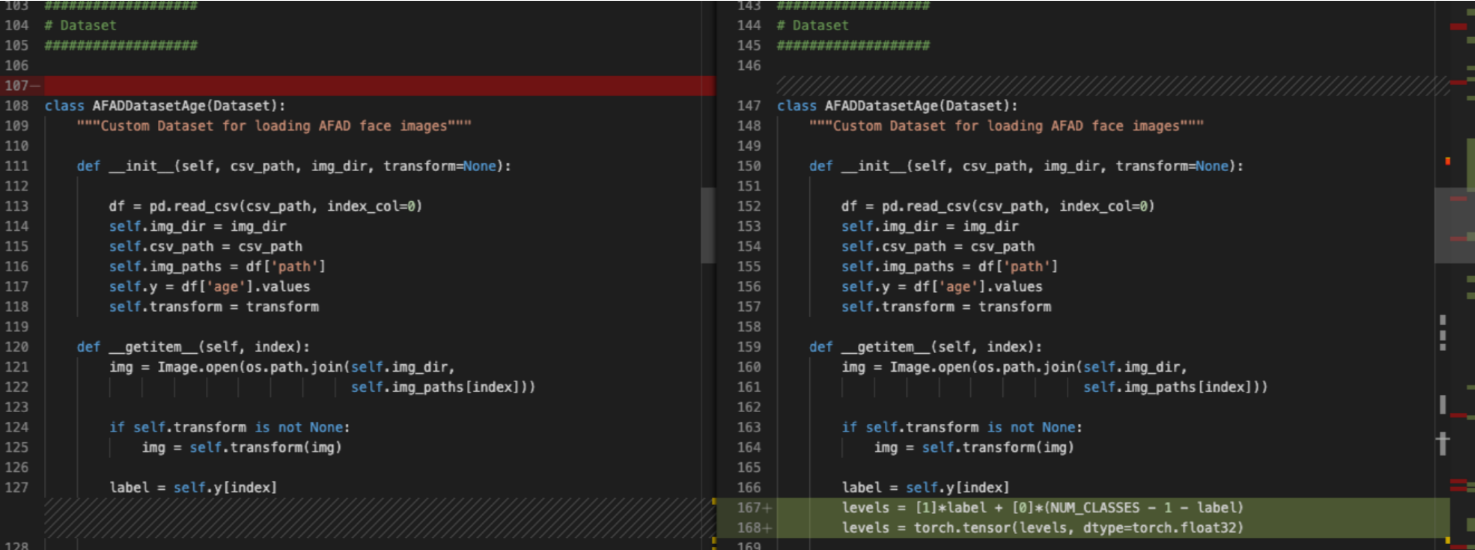 103 ###################
104 # Dataset
105 ###################
106
107—
108 class AFADDatasetAge(Dataset):
109 """Custom Dataset for loading AFAD face images"""
110
111 def __init__(self, csv_path, img_dir, transform=None):
112
113 df = pd.read_csv(csv_path, index_col=0)
114 self.img_dir = img_dir
115 self.csv_path = csv_path
116 self.img_paths = df['path']
117 self.y = df['age'].values
118 self.transform = transform
119
120 def __getitem__(self, index):
121 img = Image.open(os.path.join(self.img_dir,
122 self.img_paths[index]))
123
124 if self.transform is not None:
125 img = self.transform(img)
126
127 label = self.y[index]
128
143 ###################
144 # Dataset
145 ###################
146
147 class AFADDatasetAge(Dataset):
148 """Custom Dataset for loading AFAD face images"""
149
150 def __init__(self, csv_path, img_dir, transform=None):
151
152 df = pd.read_csv(csv_path, index_col=0)
153 self.img_dir = img_dir
154 self.csv_path = csv_path
155 self.img_paths = df['path']
156 self.y = df['age'].values
157 self.transform = transform
158
159 def __getitem__(self, index):
160 img = Image.open(os.path.join(self.img_dir,
161 self.img_paths[index]))
162
163 if self.transform is not None:
164 img = self.transform(img)
165
166 label = self.y[index]
167+ levels = [1]*label + [0]*(NUM_CLASSES - 1 - label)
168+ levels = torch.tensor(levels, dtype=torch.float32)
169